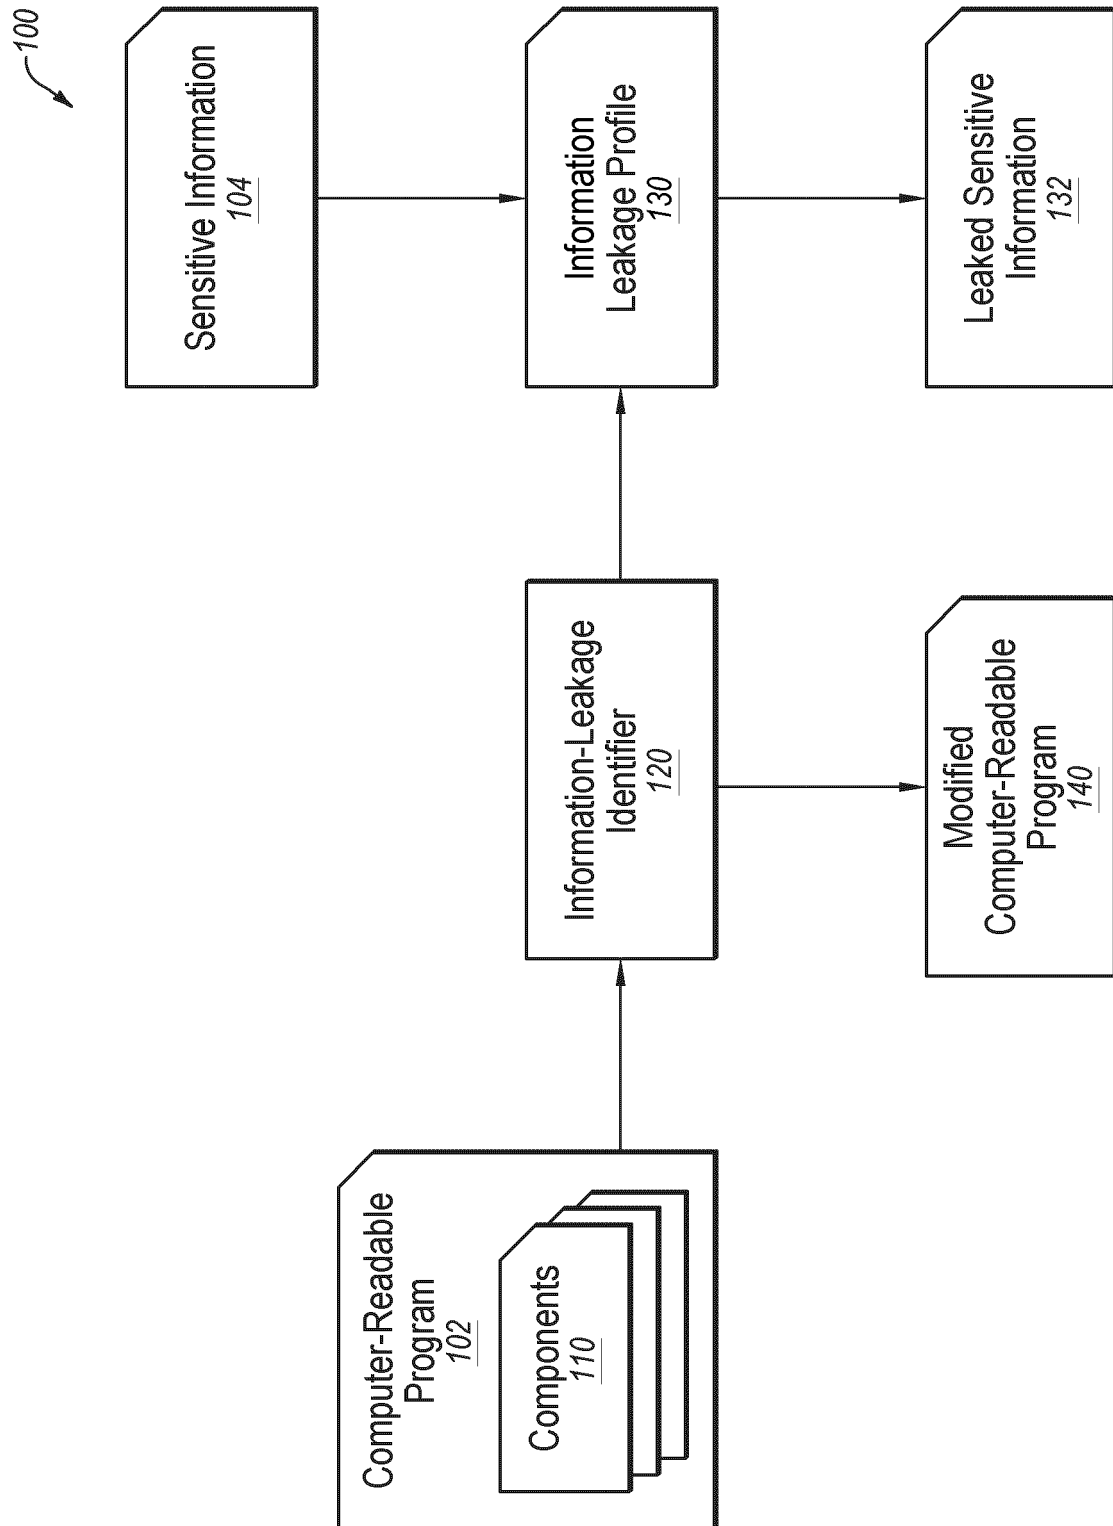 100
Sensitive Information
104
Information
Leakage Profile
130
Leaked Sensitive
Information
132
Information-Leakage
Identifier
120
Modified
Computer-Readable
Program
140
Computer-Readable
Program
102
Components
110